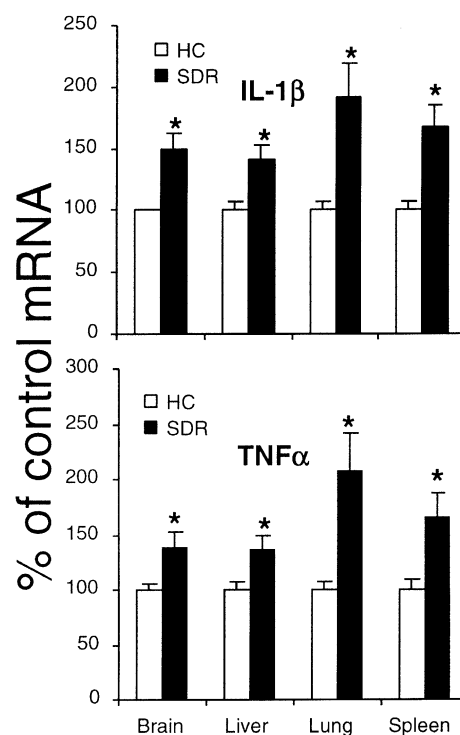 250
200
150
100
50
0
HC
SDR
IL-1β
*
*
*
*
% of control mRNA
300
250
200
150
100
50
0
HC
SDR
TNFα
*
*
*
*
Brain Liver Lung Spleen